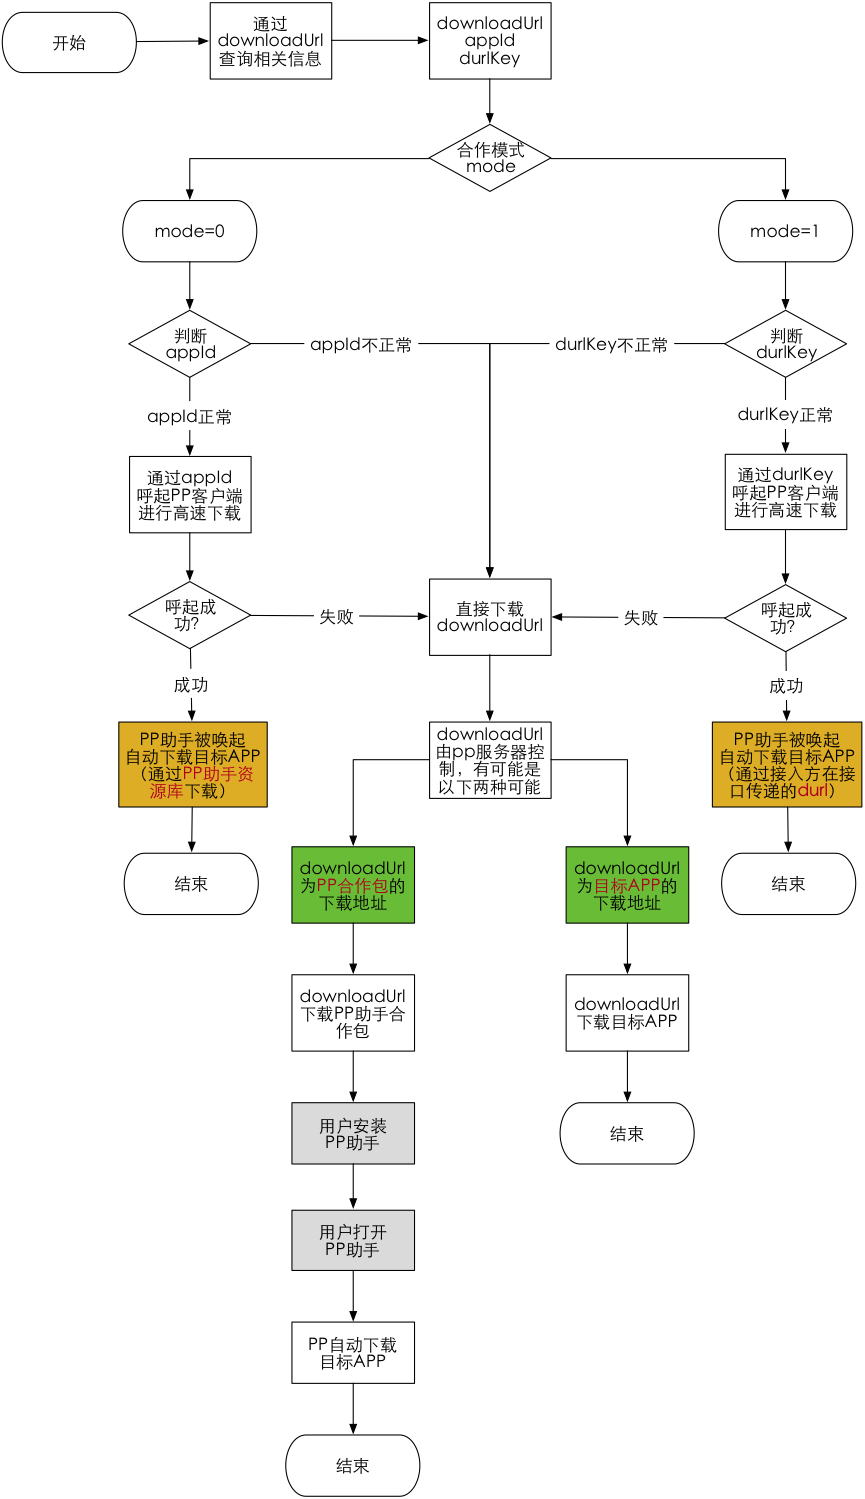 开始
通过
downloadUrl
查询相关信息
downloadUrl
appId
durlKey
合作模式
mode
mode=0
mode=1
判断
appId
appId不正常
durlKey不正常
判断
durlKey
appId正常
durlKey正常
通过appId
呼起PP客户端
进行高速下载
通过durlKey
呼起PP客户端
进行高速下载
呼起成
功?
失败
直接下载
downloadUrl
失败
呼起成
功?
成功
成功
PP助手被唤起
自动下载目标APP
（通过PP助手资
源库下载）
downloadUrl
由pp服务器控
制，有可能是
以下两种可能
PP助手被唤起
自动下载目标APP
（通过接入方在接
口传递的durl）
结束
downloadUrl
为PP合作包的
下载地址
downloadUrl
为目标APP的
下载地址
结束
downloadUrl
下载PP助手合
作包
downloadUrl
下载目标APP
用户安装
PP助手
结束
用户打开
PP助手
PP自动下载
目标APP
结束